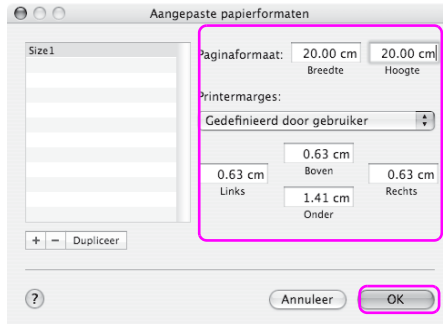 Aangepaste papierformaten
Size1
Paginaformaat: 20.00 cm 20.00 cm
Breedte Hoogte
Printermarges:
Gedefinieerd door gebruiker
0.63 cm
Boven
0.63 cm 0.63 cm
Links Rechts
1.41 cm
Onder
+ − Dupliceer
? Annuleer OK